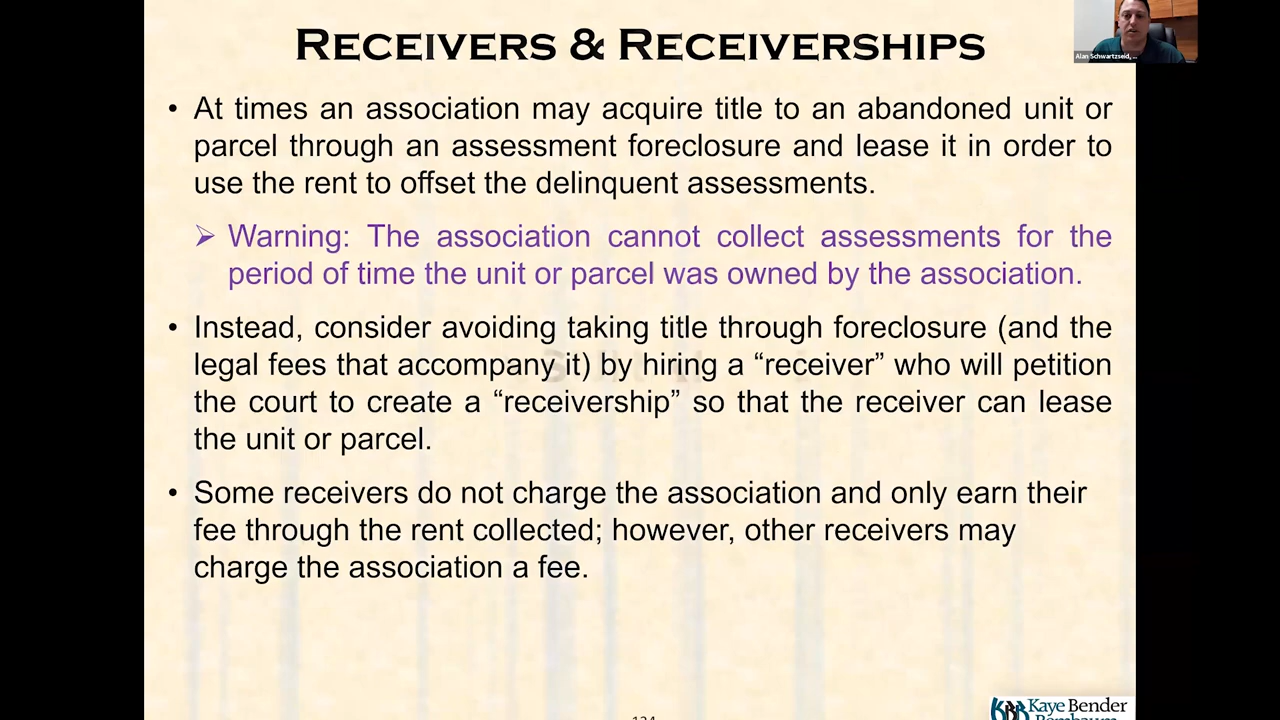 RECEIVERS & RECEIVERSHIPS
Alan Schwartzseid, ...
• At times an association may acquire title to an abandoned unit or
parcel through an assessment foreclosure and lease it in order to
use the rent to offset the delinquent assessments.
➢ Warning: The association cannot collect assessments for the
period of time the unit or parcel was owned by the association.
• Instead, consider avoiding taking title through foreclosure (and the
legal fees that accompany it) by hiring a “receiver” who will petition
the court to create a “receivership” so that the receiver can lease
the unit or parcel.
• Some receivers do not charge the association and only earn their
fee through the rent collected; however, other receivers may
charge the association a fee.
KBR Kaye Bender
Rembaum